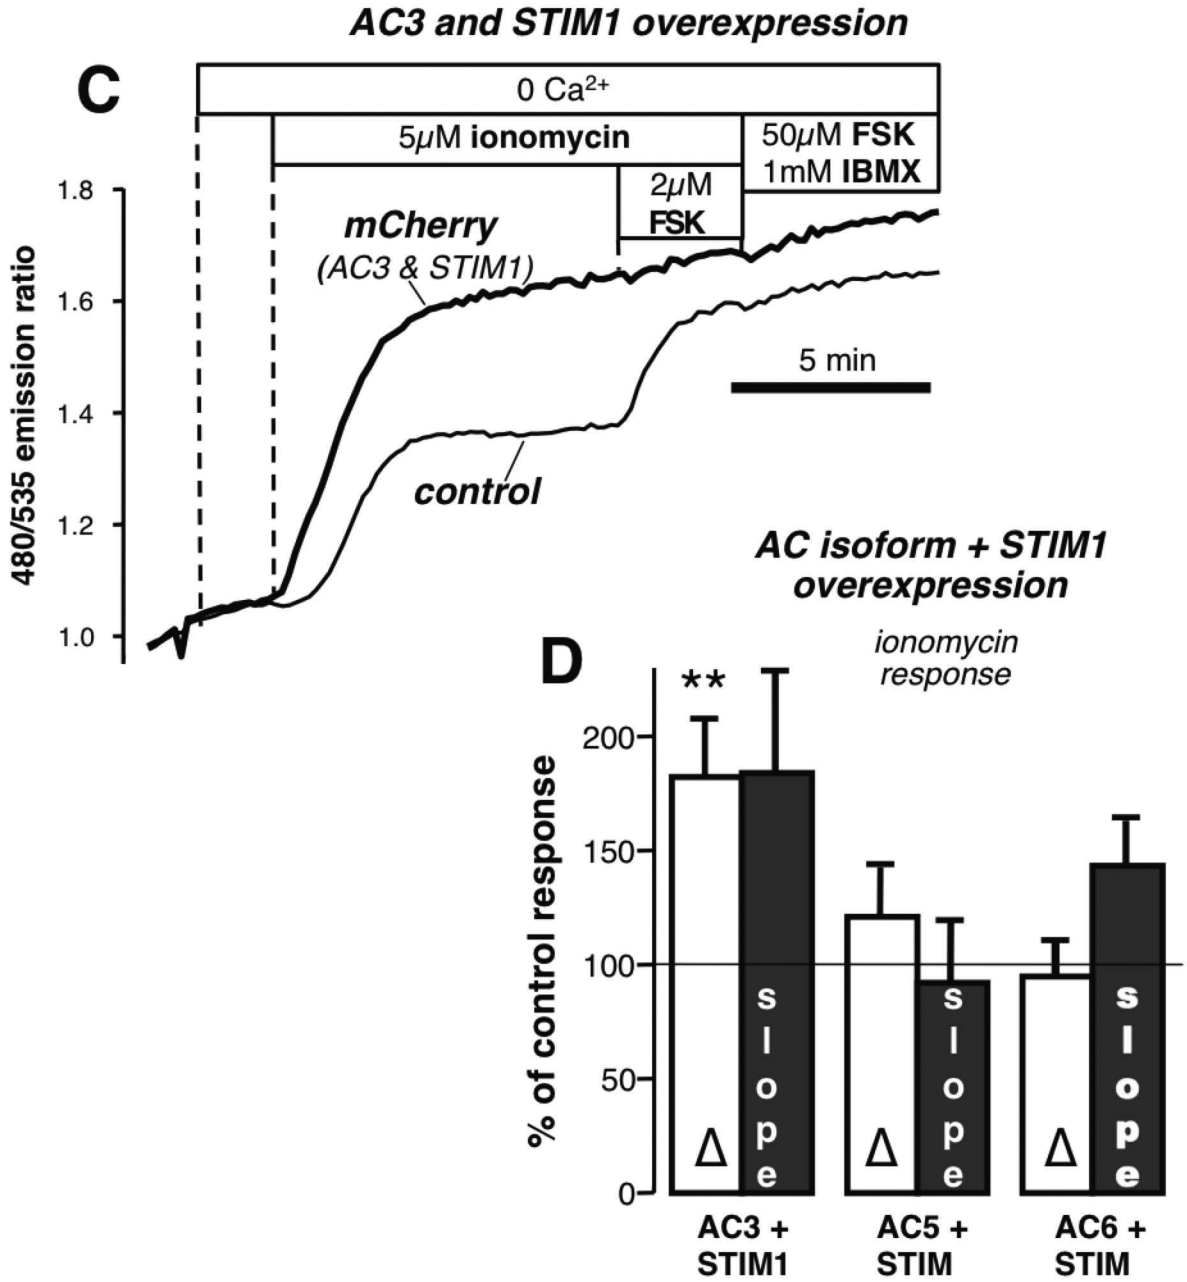 AC3 and STIM1 overexpression
C
0 Ca²⁺
5µM ionomycin
50µM FSK
1mM IBMX
2µM
FSK
1.8
1.6
1.4
1.2
1.0
480/535 emission ratio
mCherry
(AC3 & STIM1)
5 min
control
AC isoform + STIM1
overexpression
D
ionomycin
response
**
200
150
100
50
0
% of control response
Δ
slope
Δ
slope
Δ
slope
AC3 +
STIM1
AC5 +
STIM
AC6 +
STIM